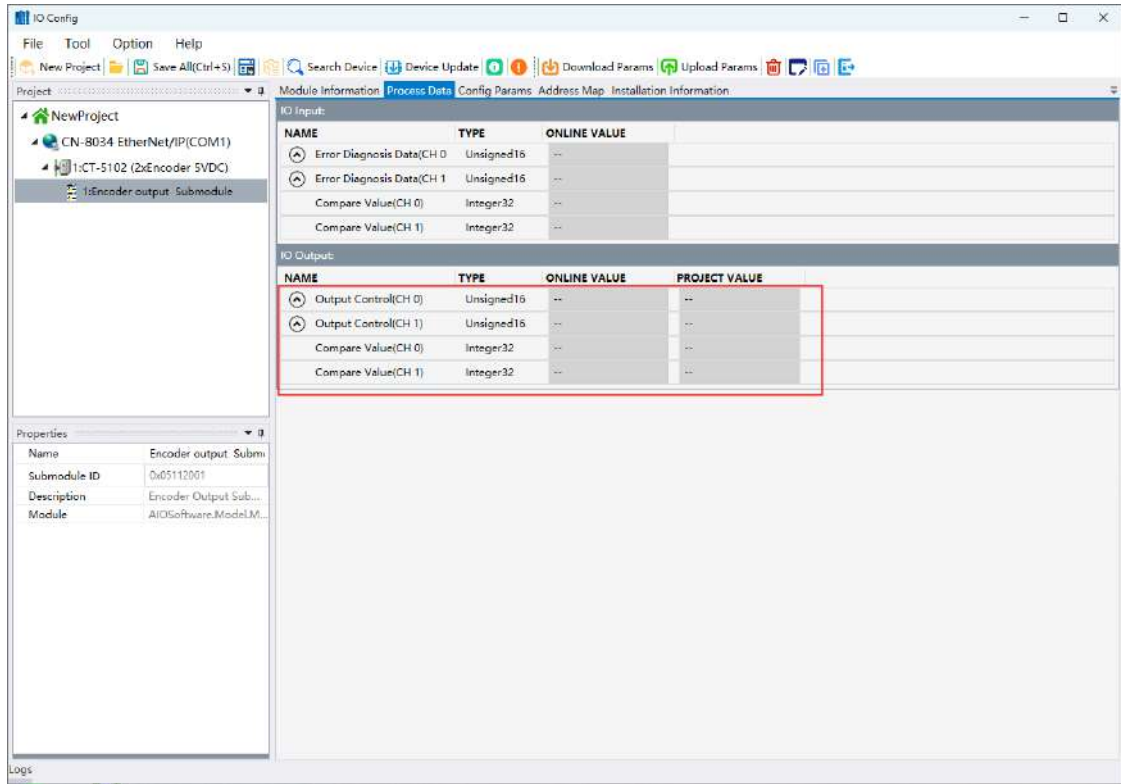 IO Config
File Tool Option Help
New Project Save All(Ctrl+S) Search Device Device Update Download Params Upload Params
Project
Module Information Process Data Config Params Address Map Installation Information
NewProject
CN-8034 EtherNet/IP(COM1)
1:CT-5102 (2xEncoder 5VDC)
1:Encoder output Submodule
IO Input:
NAME TYPE ONLINE VALUE
Error Diagnosis Data(CH 0 Unsigned16 --
Error Diagnosis Data(CH 1 Unsigned16 --
Compare Value(CH 0) Integer32 --
Compare Value(CH 1) Integer32 --
IO Output:
NAME TYPE ONLINE VALUE PROJECT VALUE
Output Control(CH 0) Unsigned16 -- --
Output Control(CH 1) Unsigned16 -- --
Compare Value(CH 0) Integer32 -- --
Compare Value(CH 1) Integer32 -- --
Properties
Name Encoder output Subm
Submodule ID 0x05112001
Description Encoder Output Sub...
Module AIOSoftware.Model.M...
Logs